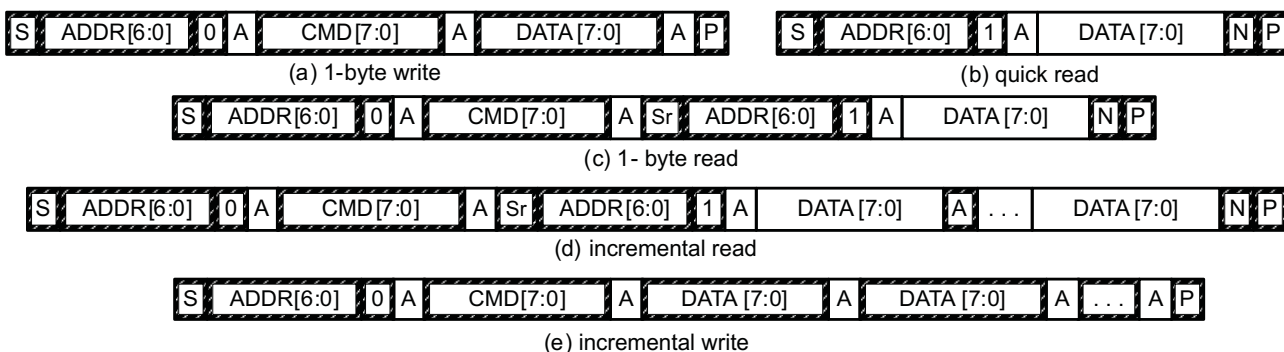 S ADDR[6:0] 0 A CMD[7:0] A DATA[7:0] A P
(a) 1-byte write
S ADDR[6:0] 1 A DATA[7:0] N P
(b) quick read
S ADDR[6:0] 0 A CMD[7:0] A Sr ADDR[6:0] 1 A DATA[7:0] N P
(c) 1- byte read
S ADDR[6:0] 0 A CMD[7:0] A Sr ADDR[6:0] 1 A DATA[7:0] A . . . DATA[7:0] N P
(d) incremental read
S ADDR[6:0] 0 A CMD[7:0] A DATA[7:0] A DATA[7:0] A . . . A P
(e) incremental write